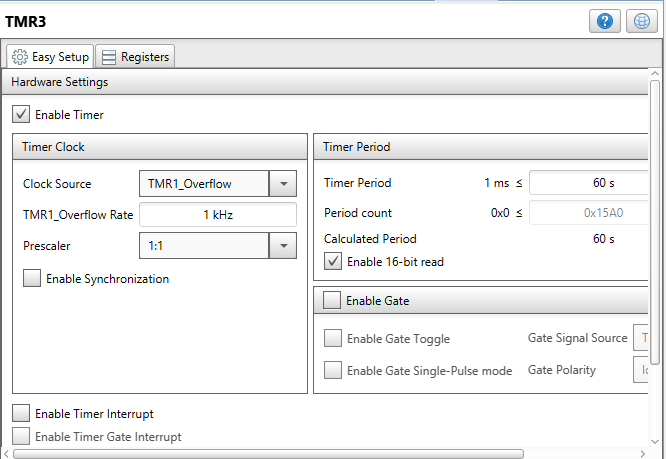 TMR3
Easy Setup Registers
Hardware Settings
Enable Timer
Timer Clock
Clock Source TMR1_Overflow
TMR1_Overflow Rate 1 kHz
Prescaler 1:1
Enable Synchronization
Timer Period
Timer Period 1 ms ≤ 60 s
Period count 0x0 ≤ 0x15A0
Calculated Period 60 s
Enable 16-bit read
Enable Gate
Enable Gate Toggle Gate Signal Source T
Enable Gate Single-Pulse mode Gate Polarity
Enable Timer Interrupt
Enable Timer Gate Interrupt